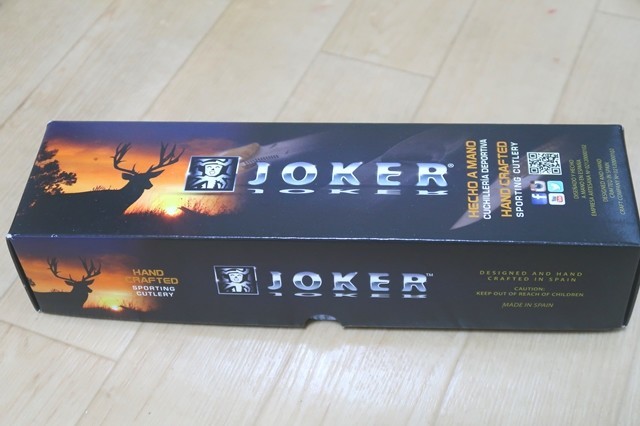 JOKER®
HECHO A MANO
CUCHILLERIA DEPORTIVA
HAND CRAFTED
SPORTING CUTLERY
HAND
CRAFTED
SPORTING
CUTLERY
JOKER™
DESIGNED AND HAND
CRAFTED IN SPAIN
CAUTION:
KEEP OUT OF REACH OF CHILDREN
MADE IN SPAIN